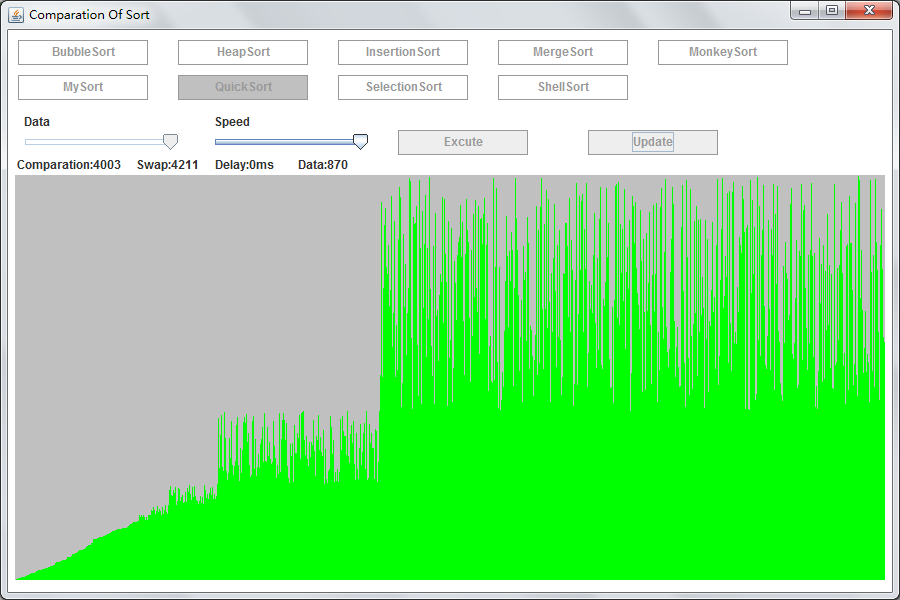 Comparation Of Sort
BubbleSort HeapSort InsertionSort MergeSort MonkeySort
MySort QuickSort SelectionSort ShellSort
Data Speed
Excute Update
Comparation:4003 Swap:4211 Delay:0ms Data:870